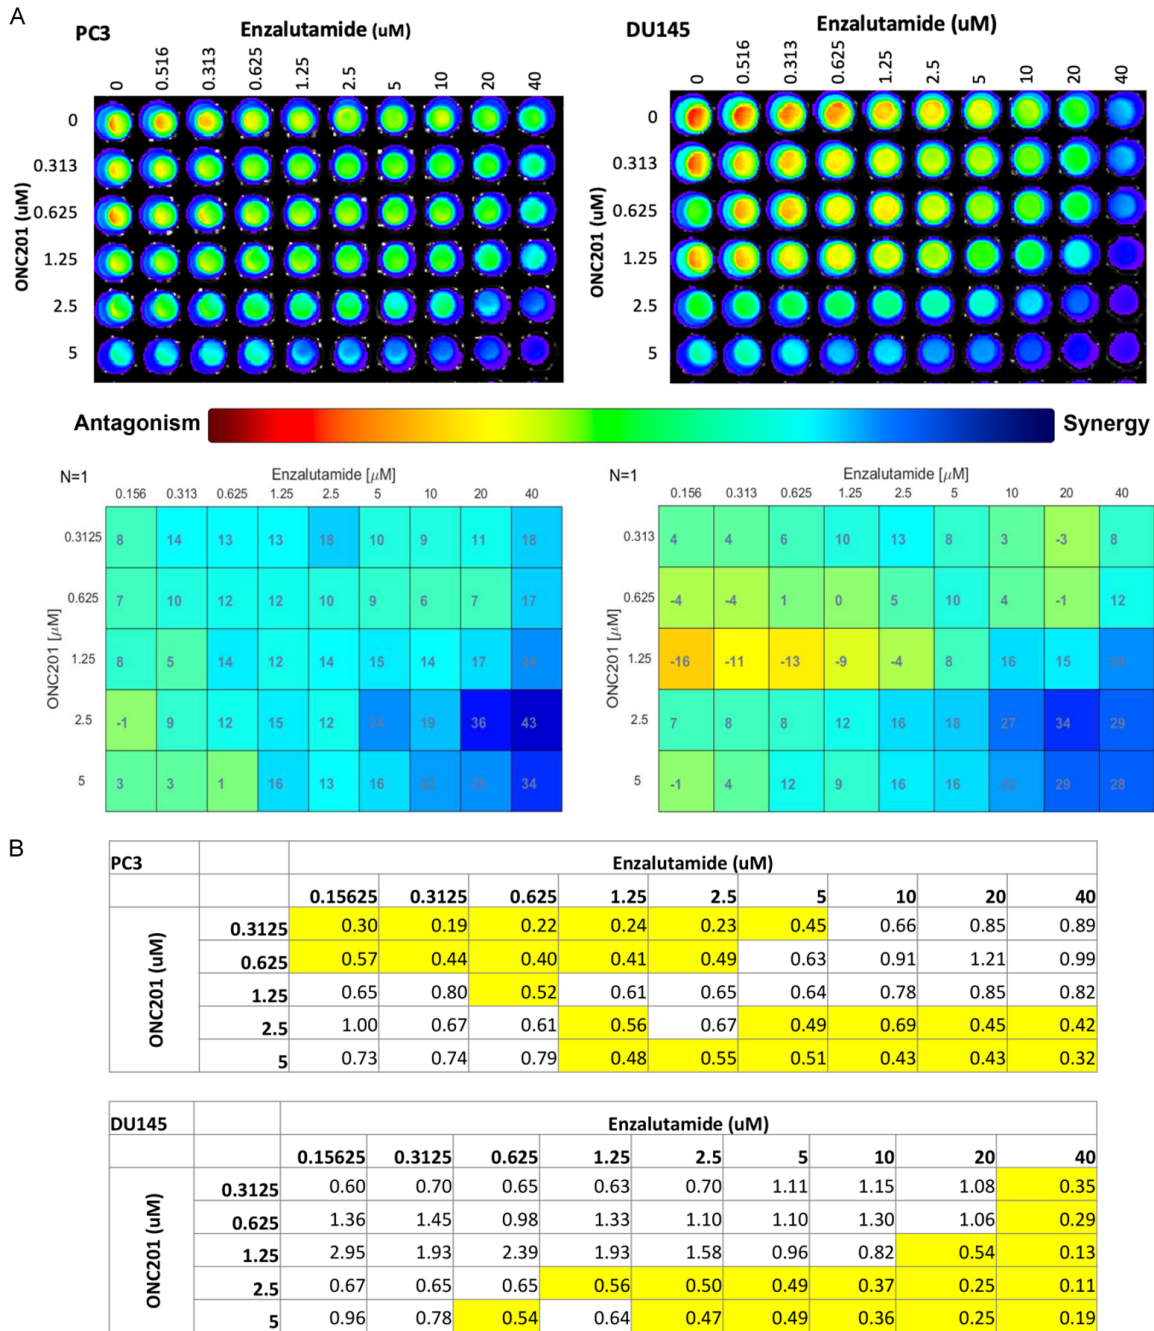 A
PC3
Enzalutamide (uM)
0 0.516 0.313 0.625 1.25 2.5 5 10 20 40
ONC201 (uM)
0
0.313
0.625
1.25
2.5
5
DU145
Enzalutamide (uM)
0 0.516 0.313 0.625 1.25 2.5 5 10 20 40
ONC201 (uM)
0
0.313
0.625
1.25
2.5
5
Antagonism Synergy
N=1
Enzalutamide [μM]
0.156 0.313 0.625 1.25 2.5 5 10 20 40
ONC201 [μM]
0.3125 8 14 13 13 18 10 9 11 18
0.625 7 10 12 12 10 9 6 7 17
1.25 8 5 14 12 14 15 14 17
2.5 -1 9 12 15 12 19 36 43
5 3 3 1 16 13 16 34
N=1
Enzalutamide [μM]
0.156 0.313 0.625 1.25 2.5 5 10 20 40
ONC201 [μM]
0.313 4 4 6 10 13 8 3 -3 8
0.625 -4 -4 1 0 5 10 4 -1 12
1.25 -16 -11 -13 -9 -4 8 16 15
2.5 7 8 8 12 16 18 27 34 29
5 -1 4 12 9 16 16 29 28
B
PC3 Enzalutamide (uM)
0.15625 0.3125 0.625 1.25 2.5 5 10 20 40
ONC201 (uM)
0.3125 0.30 0.19 0.22 0.24 0.23 0.45 0.66 0.85 0.89
0.625 0.57 0.44 0.40 0.41 0.49 0.63 0.91 1.21 0.99
1.25 0.65 0.80 0.52 0.61 0.65 0.64 0.78 0.85 0.82
2.5 1.00 0.67 0.61 0.56 0.67 0.49 0.69 0.45 0.42
5 0.73 0.74 0.79 0.48 0.55 0.51 0.43 0.43 0.32
DU145 Enzalutamide (uM)
0.15625 0.3125 0.625 1.25 2.5 5 10 20 40
ONC201 (uM)
0.3125 0.60 0.70 0.65 0.63 0.70 1.11 1.15 1.08 0.35
0.625 1.36 1.45 0.98 1.33 1.10 1.10 1.30 1.06 0.29
1.25 2.95 1.93 2.39 1.93 1.58 0.96 0.82 0.54 0.13
2.5 0.67 0.65 0.65 0.56 0.50 0.49 0.37 0.25 0.11
5 0.96 0.78 0.54 0.64 0.47 0.49 0.36 0.25 0.19